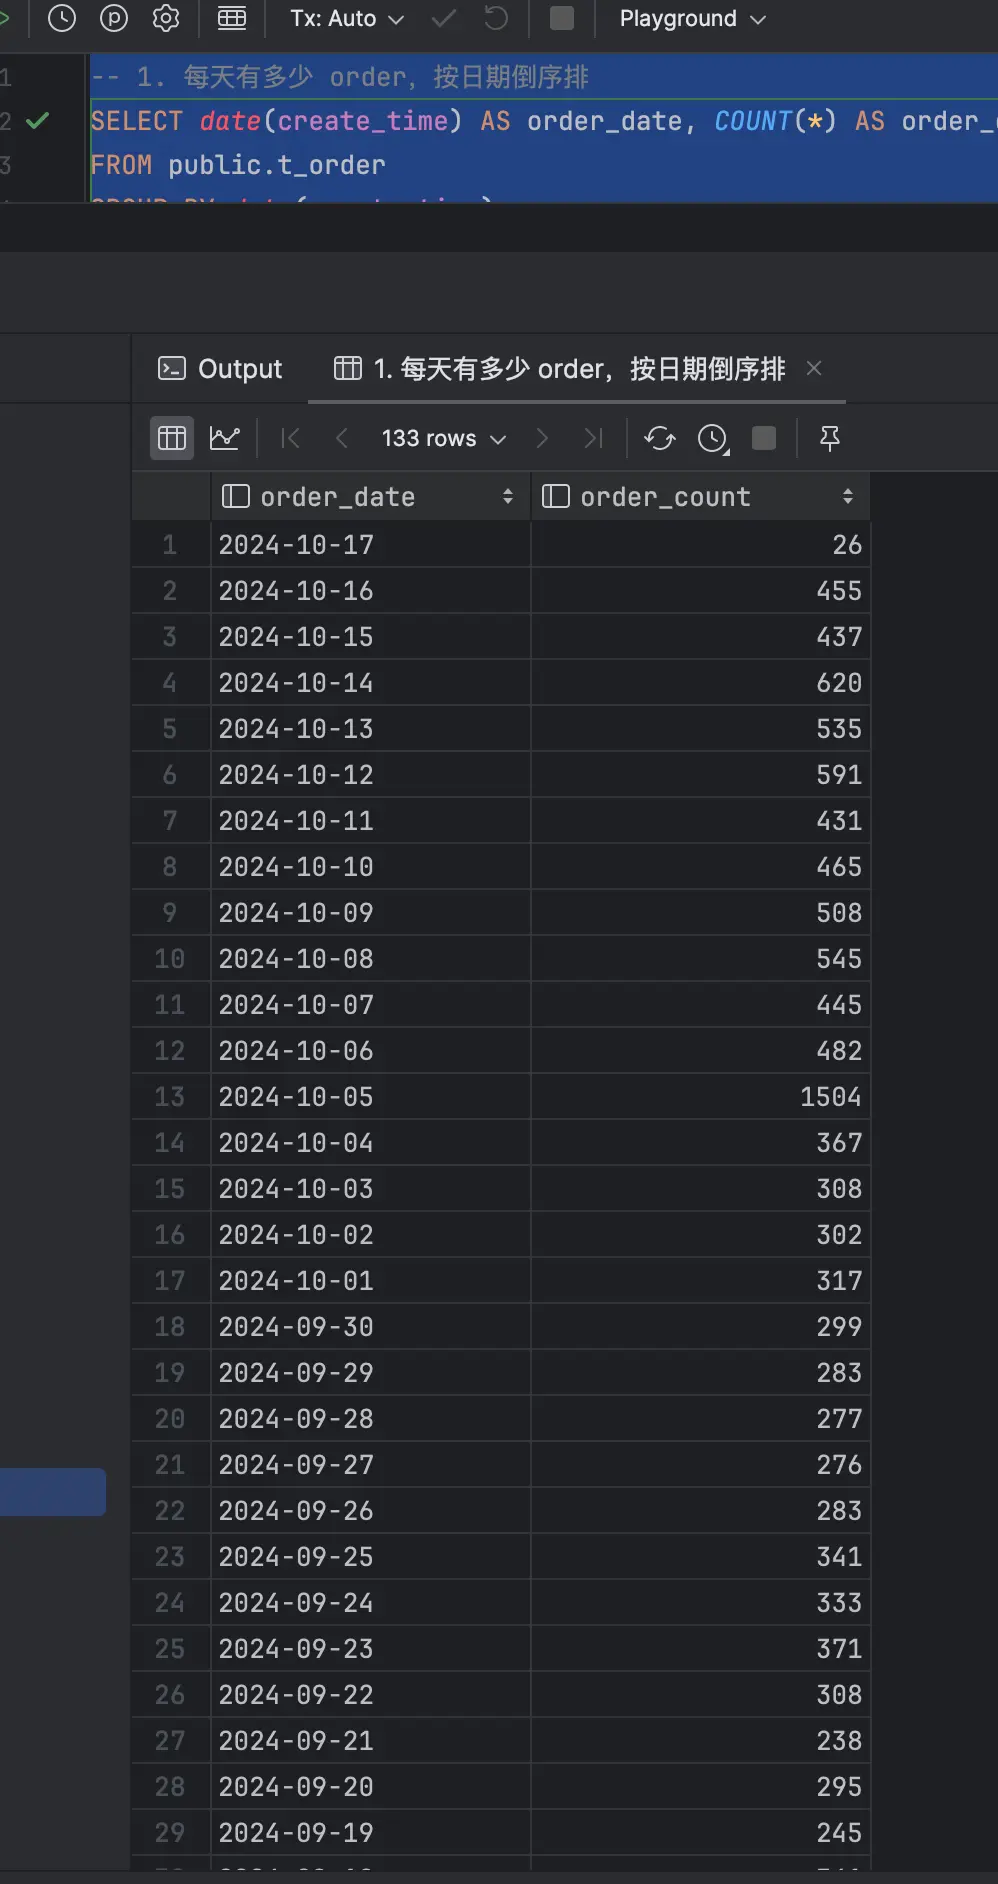 Tx: Auto Playground
1 -- 1. 每天有多少 order，按日期倒序排
2 SELECT date(create_time) AS order_date, COUNT(*) AS order_
3 FROM public.t_order
Output 1. 每天有多少 order，按日期倒序排
133 rows
order_date order_count
1 2024-10-17 26
2 2024-10-16 455
3 2024-10-15 437
4 2024-10-14 620
5 2024-10-13 535
6 2024-10-12 591
7 2024-10-11 431
8 2024-10-10 465
9 2024-10-09 508
10 2024-10-08 545
11 2024-10-07 445
12 2024-10-06 482
13 2024-10-05 1504
14 2024-10-04 367
15 2024-10-03 308
16 2024-10-02 302
17 2024-10-01 317
18 2024-09-30 299
19 2024-09-29 283
20 2024-09-28 277
21 2024-09-27 276
22 2024-09-26 283
23 2024-09-25 341
24 2024-09-24 333
25 2024-09-23 371
26 2024-09-22 308
27 2024-09-21 238
28 2024-09-20 295
29 2024-09-19 245